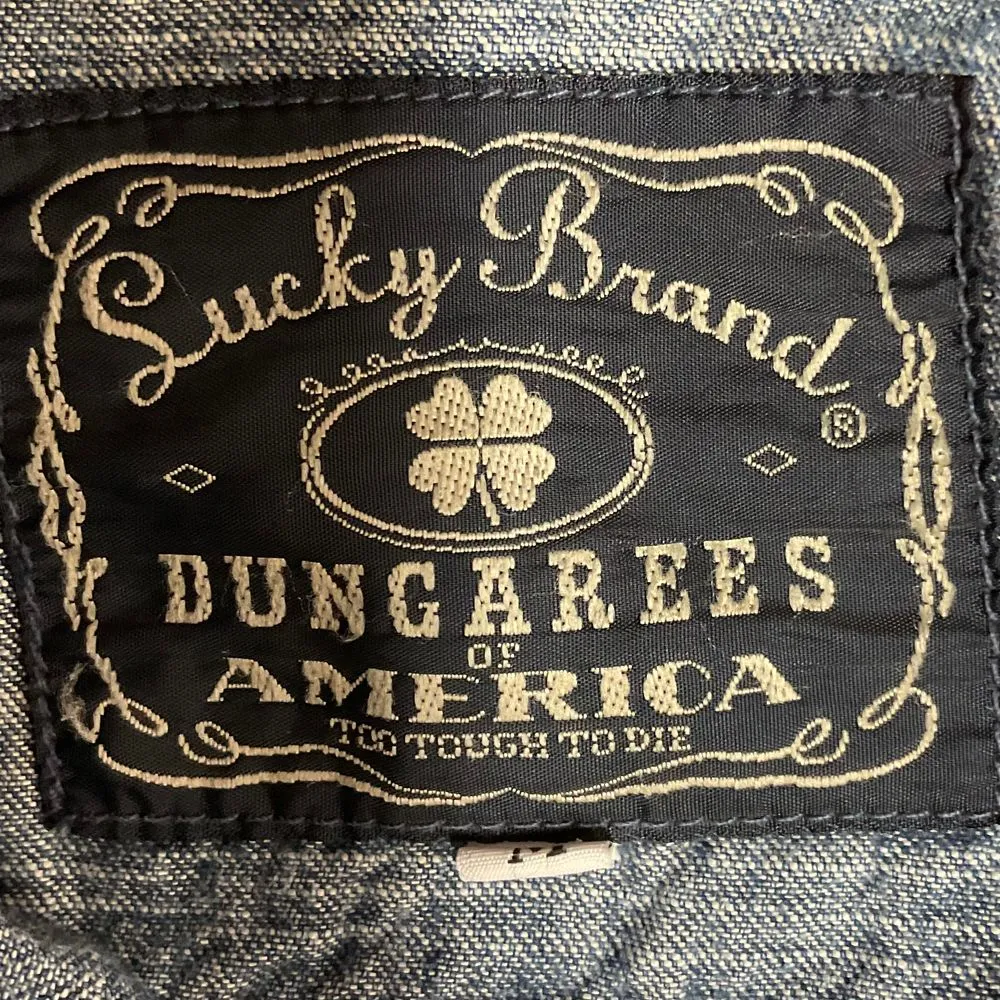 Lucky Brand®
DUNGAREES
OF
AMERICA
TOO TOUGH TO DIE